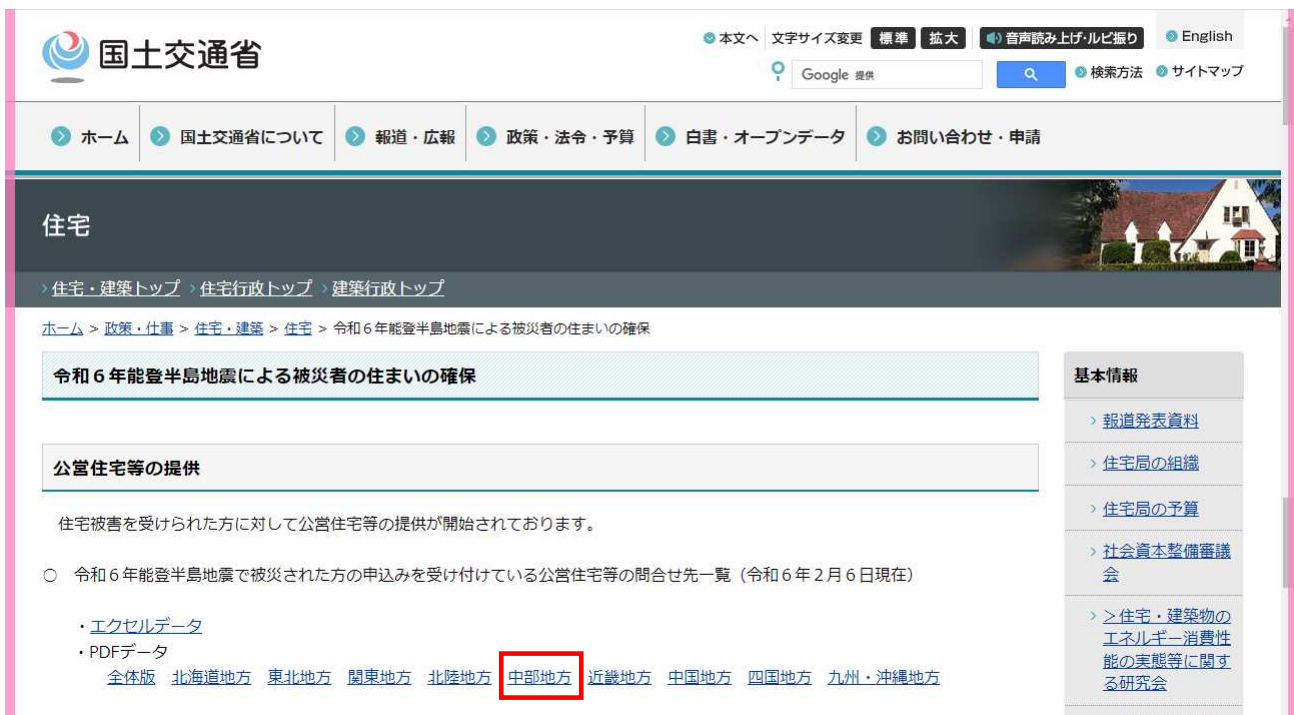 国土交通省
本文へ 文字サイズ変更 標準 拡大 音声読み上げ・ルビ振り English
Google 提供 検索方法 サイトマップ
ホーム 国土交通省について 報道・広報 政策・法令・予算 白書・オープンデータ お問い合わせ・申請
住宅
住宅・建築トップ 住宅行政トップ 建築行政トップ
ホーム > 政策・仕事 > 住宅・建築 > 住宅 > 令和6年能登半島地震による被災者の住まいの確保
令和6年能登半島地震による被災者の住まいの確保
公営住宅等の提供
住宅被害を受けられた方に対して公営住宅等の提供が開始されております。
○ 令和6年能登半島地震で被災された方の申込みを受け付けている公営住宅等の問合せ先一覧（令和6年2月6日現在）
・エクセルデータ
・PDFデータ
全体版 北海道地方 東北地方 関東地方 北陸地方 中部地方 近畿地方 中国地方 四国地方 九州・沖縄地方
基本情報
報道発表資料
住宅局の組織
住宅局の予算
社会資本整備審議
会
＞住宅・建築物の
エネルギー消費性
能の実態等に関す
る研究会